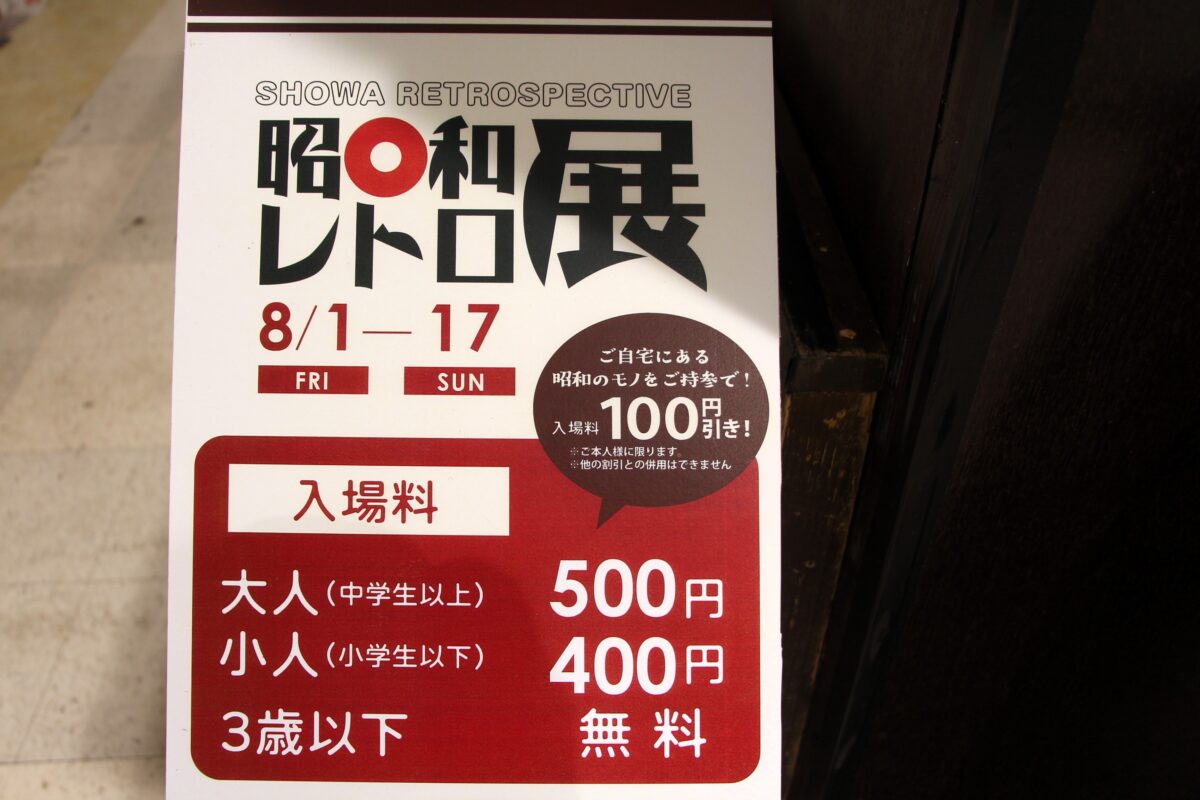 SHOWA RETROSPECTIVE
昭和
レトロ
展
8/1—17
FRI SUN
ご自宅にある
昭和のモノをご持参で!
入場料100円引き!
※ご本人様に限ります。
※他の割引との併用はできません
入場料
大人(中学生以上) 500円
小人(小学生以下) 400円
3歳以下 無料